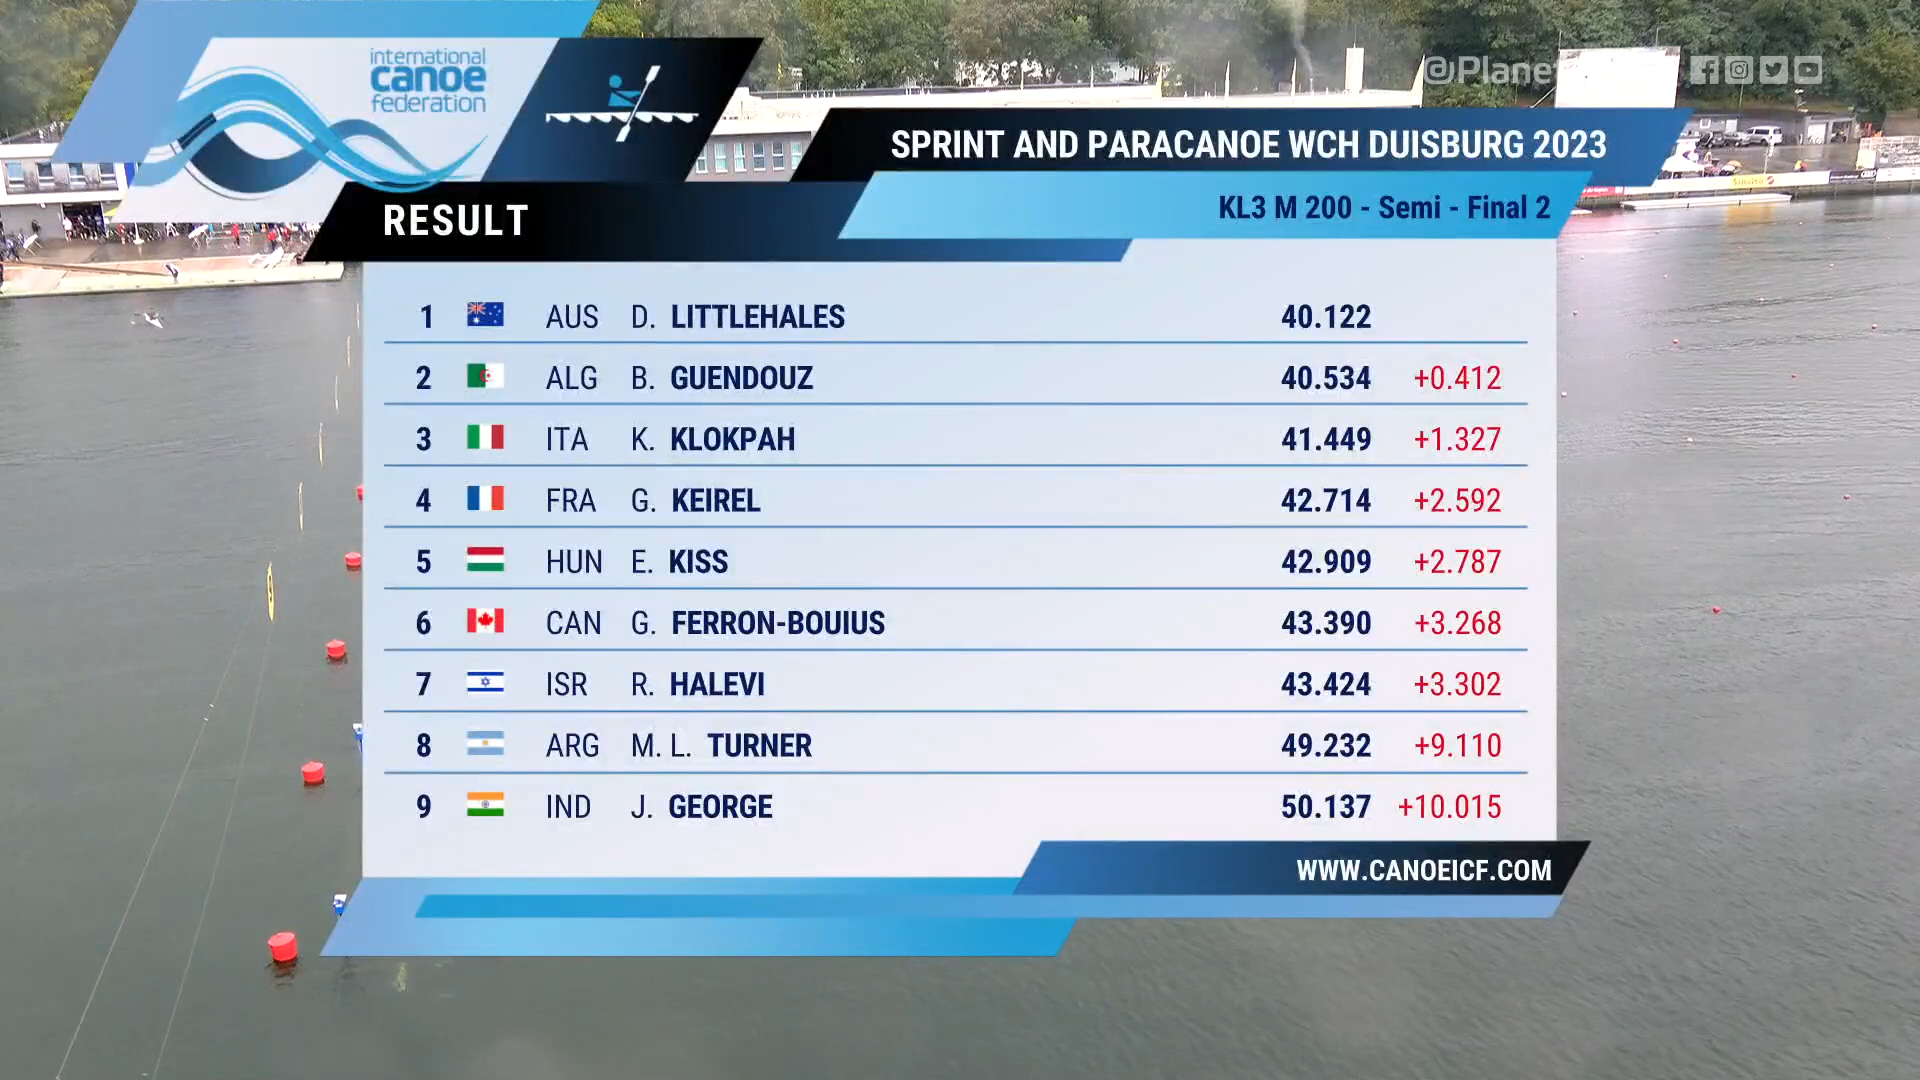 international
canoe
federation
@Plane
SPRINT AND PARACANOE WCH DUISBURG 2023
KL3 M 200 - Semi - Final 2
RESULT
1 AUS D. LITTLEHALES 40.122
2 ALG B. GUENDOUZ 40.534 +0.412
3 ITA K. KLOKPAH 41.449 +1.327
4 FRA G. KEIREL 42.714 +2.592
5 HUN E. KISS 42.909 +2.787
6 CAN G. FERRON-BOUIUS 43.390 +3.268
7 ISR R. HALEVI 43.424 +3.302
8 ARG M. L. TURNER 49.232 +9.110
9 IND J. GEORGE 50.137 +10.015
WWW.CANOEICF.COM